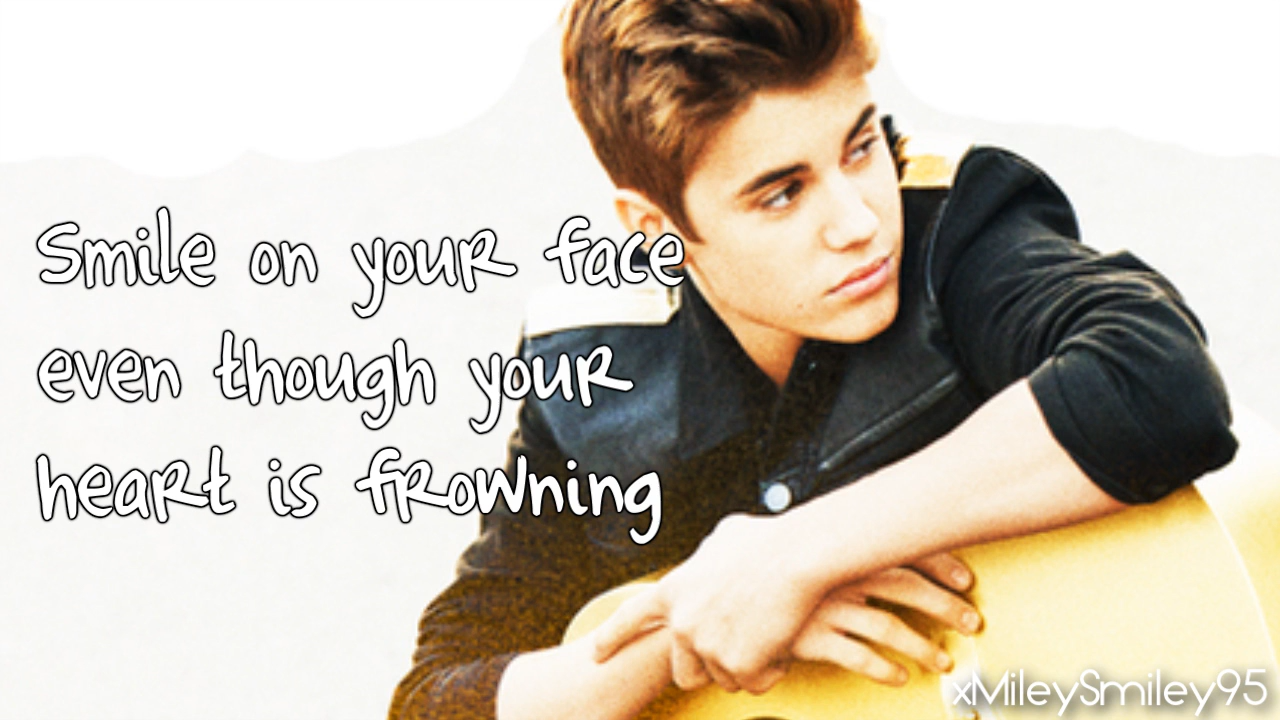 Smile on your face
even though your
heart is frowning
xMileySmiley95